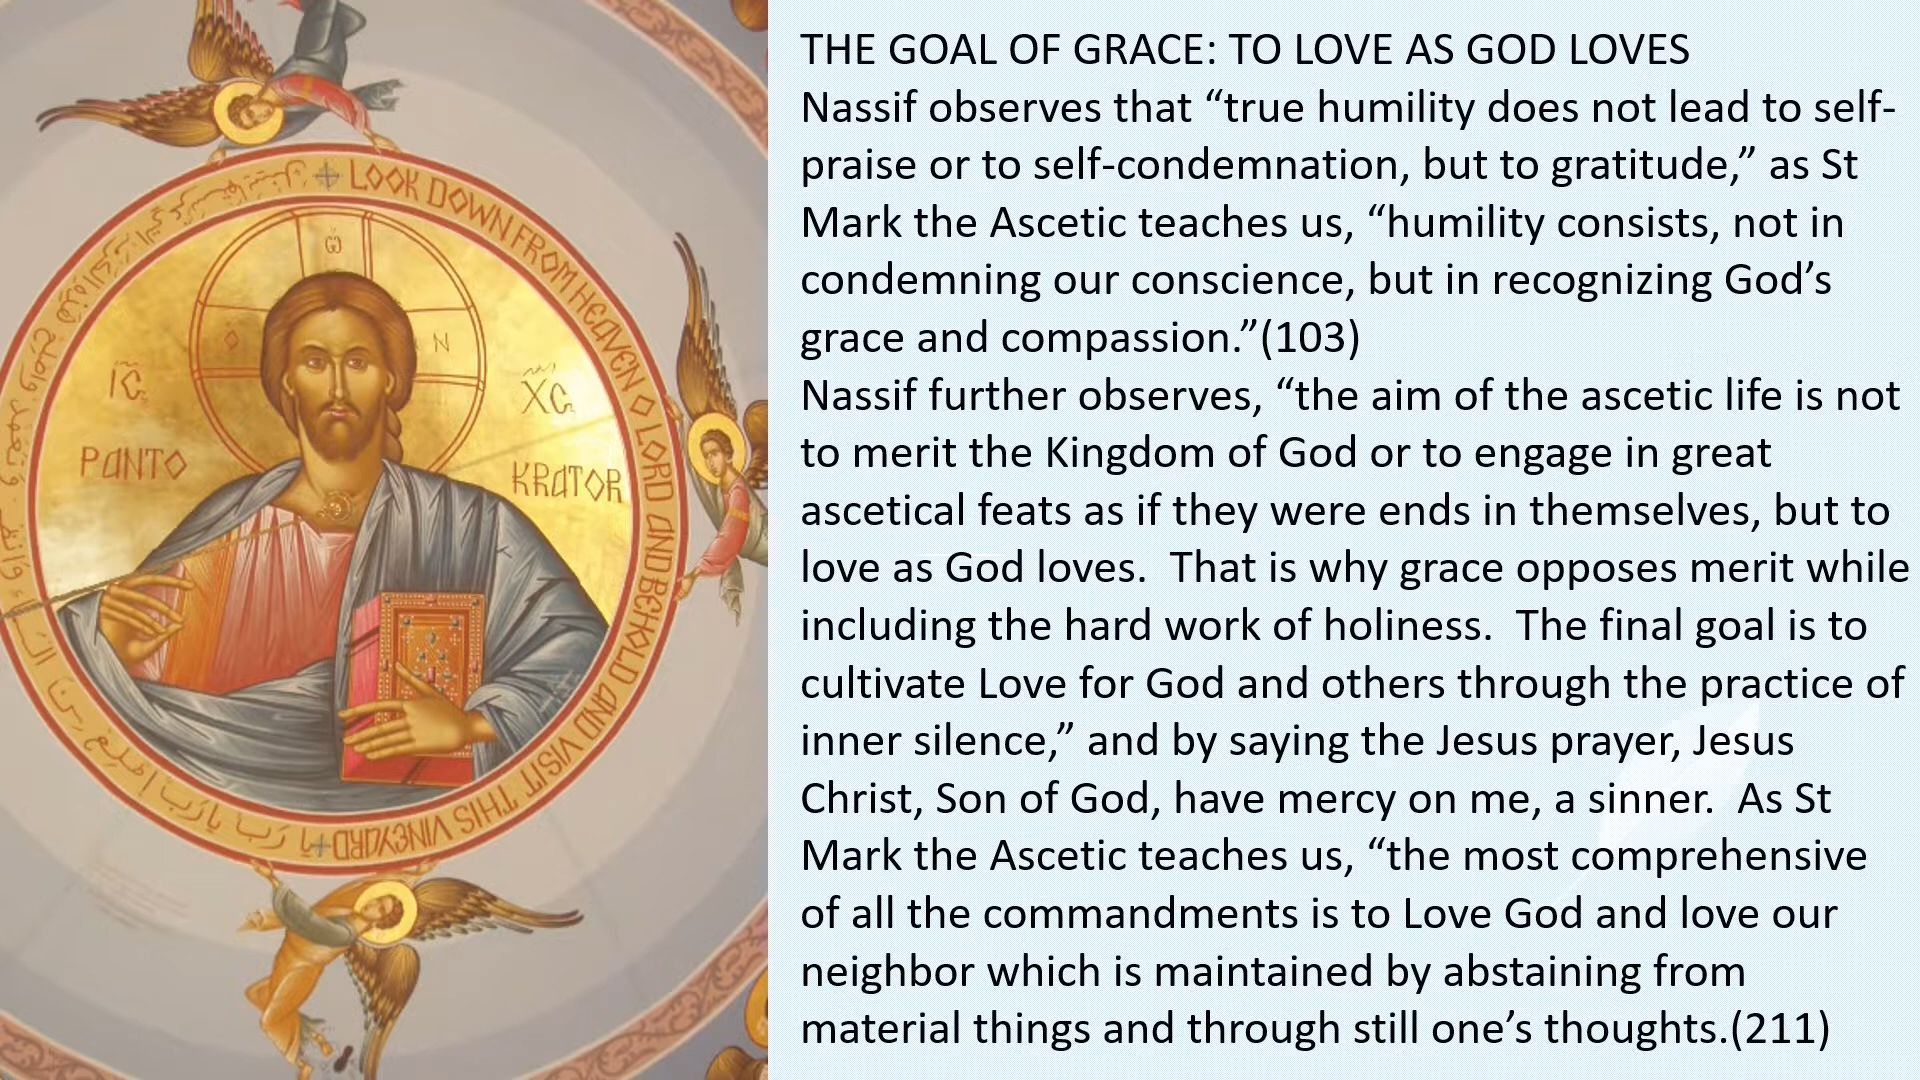 LOOK DOWN FROM HEAVEN O LORD AND BEHOLD AND VISIT THIS VINEYARD
يا رب يا رب
ὁ ὤ Ν
IC XC
PANTO KRATOR
THE GOAL OF GRACE: TO LOVE AS GOD LOVES
Nassif observes that “true humility does not lead to self-
praise or to self-condemnation, but to gratitude,” as St
Mark the Ascetic teaches us, “humility consists, not in
condemning our conscience, but in recognizing God’s
grace and compassion.”(103)
Nassif further observes, “the aim of the ascetic life is not
to merit the Kingdom of God or to engage in great
ascetical feats as if they were ends in themselves, but to
love as God loves.  That is why grace opposes merit while
including the hard work of holiness.  The final goal is to
cultivate Love for God and others through the practice of
inner silence,” and by saying the Jesus prayer, Jesus
Christ, Son of God, have mercy on me, a sinner.  As St
Mark the Ascetic teaches us, “the most comprehensive
of all the commandments is to Love God and love our
neighbor which is maintained by abstaining from
material things and through still one’s thoughts.(211)